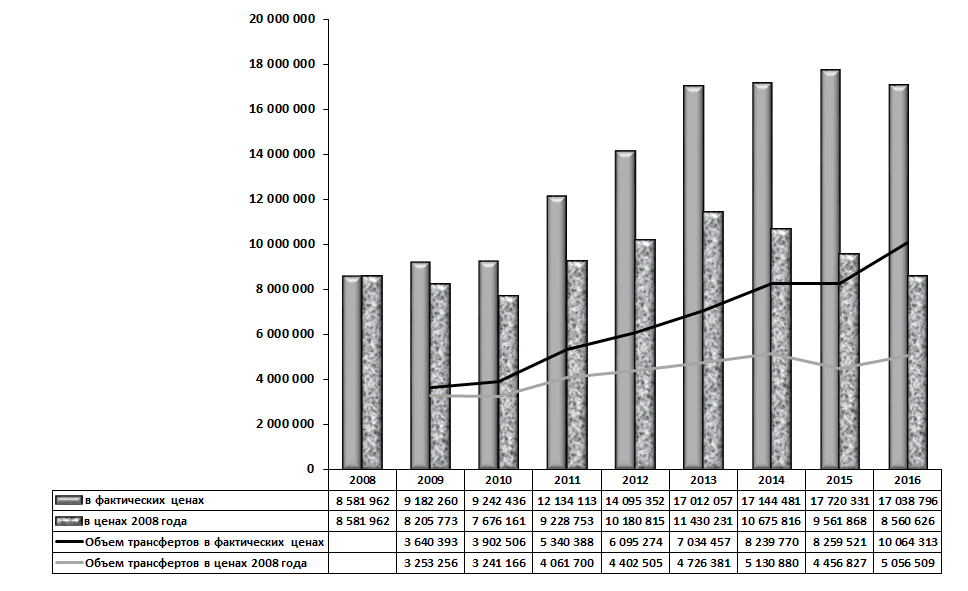 20 000 000
18 000 000
16 000 000
14 000 000
12 000 000
10 000 000
8 000 000
6 000 000
4 000 000
2 000 000
0
2008 2009 2010 2011 2012 2013 2014 2015 2016
в фактических ценах 8 581 962 9 182 260 9 242 436 12 134 113 14 095 352 17 012 057 17 144 481 17 720 331 17 038 796
в ценах 2008 года 8 581 962 8 205 773 7 676 161 9 228 753 10 180 815 11 430 231 10 675 816 9 561 868 8 560 626
Объем трансфертов в фактических ценах 3 640 393 3 902 506 5 340 388 6 095 274 7 034 457 8 239 770 8 259 521 10 064 313
Объем трансфертов в ценах 2008 года 3 253 256 3 241 166 4 061 700 4 402 505 4 726 381 5 130 880 4 456 827 5 056 509